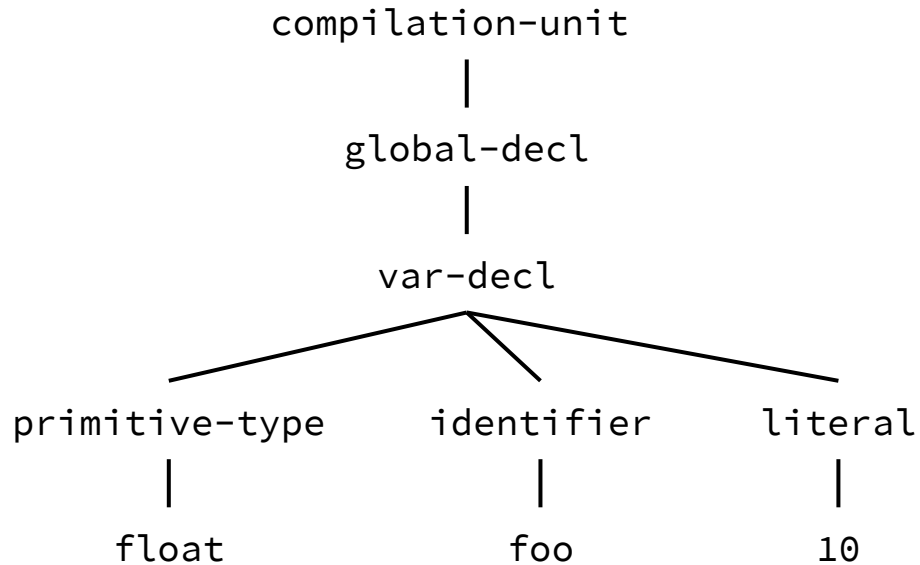 compilation-unit
global-decl
var-decl
primitive-type identifier literal
float foo 10